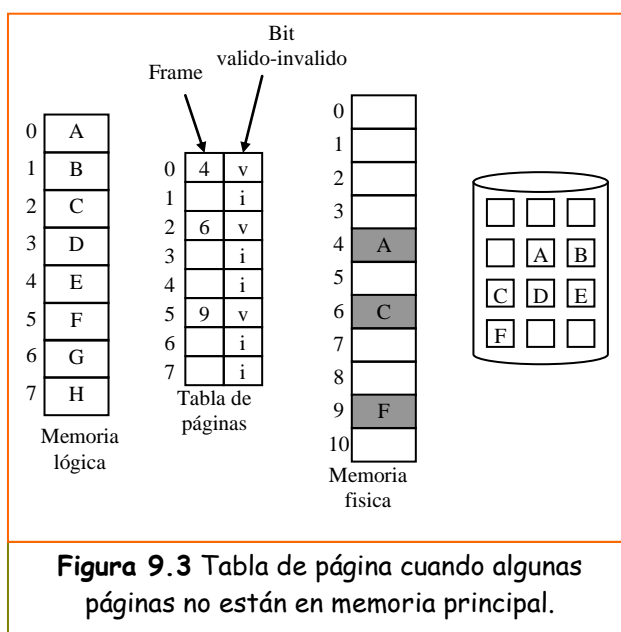 Bit
valido-invalido
Frame
0 A
1 B
2 C
3 D
4 E
5 F
6 G
7 H
Memoria
lógica
0 4 v
1 i
2 6 v
3 i
4 i
5 9 v
6 i
7 i
Tabla de
páginas
0
1
2
3
4 A
5
6 C
7
8
9 F
10
Memoria
fisica
A B
C D E
F
Figura 9.3 Tabla de página cuando algunas
páginas no están en memoria principal.